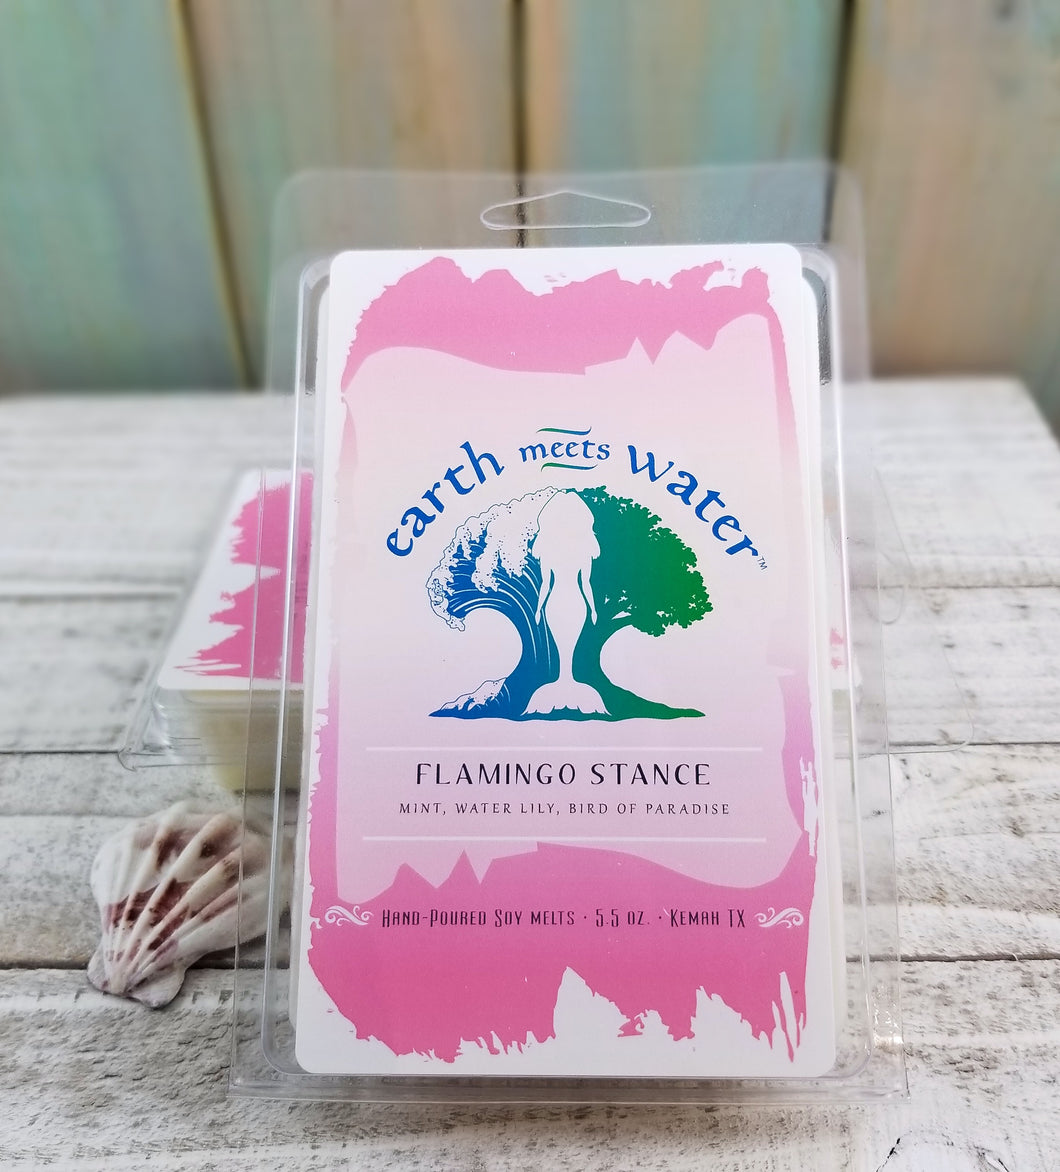 earth meets water™
FLAMINGO STANCE
MINT, WATER LILY, BIRD OF PARADISE
HAND-POURED SOY MELTS · 5.5 OZ. · KEMAH TX